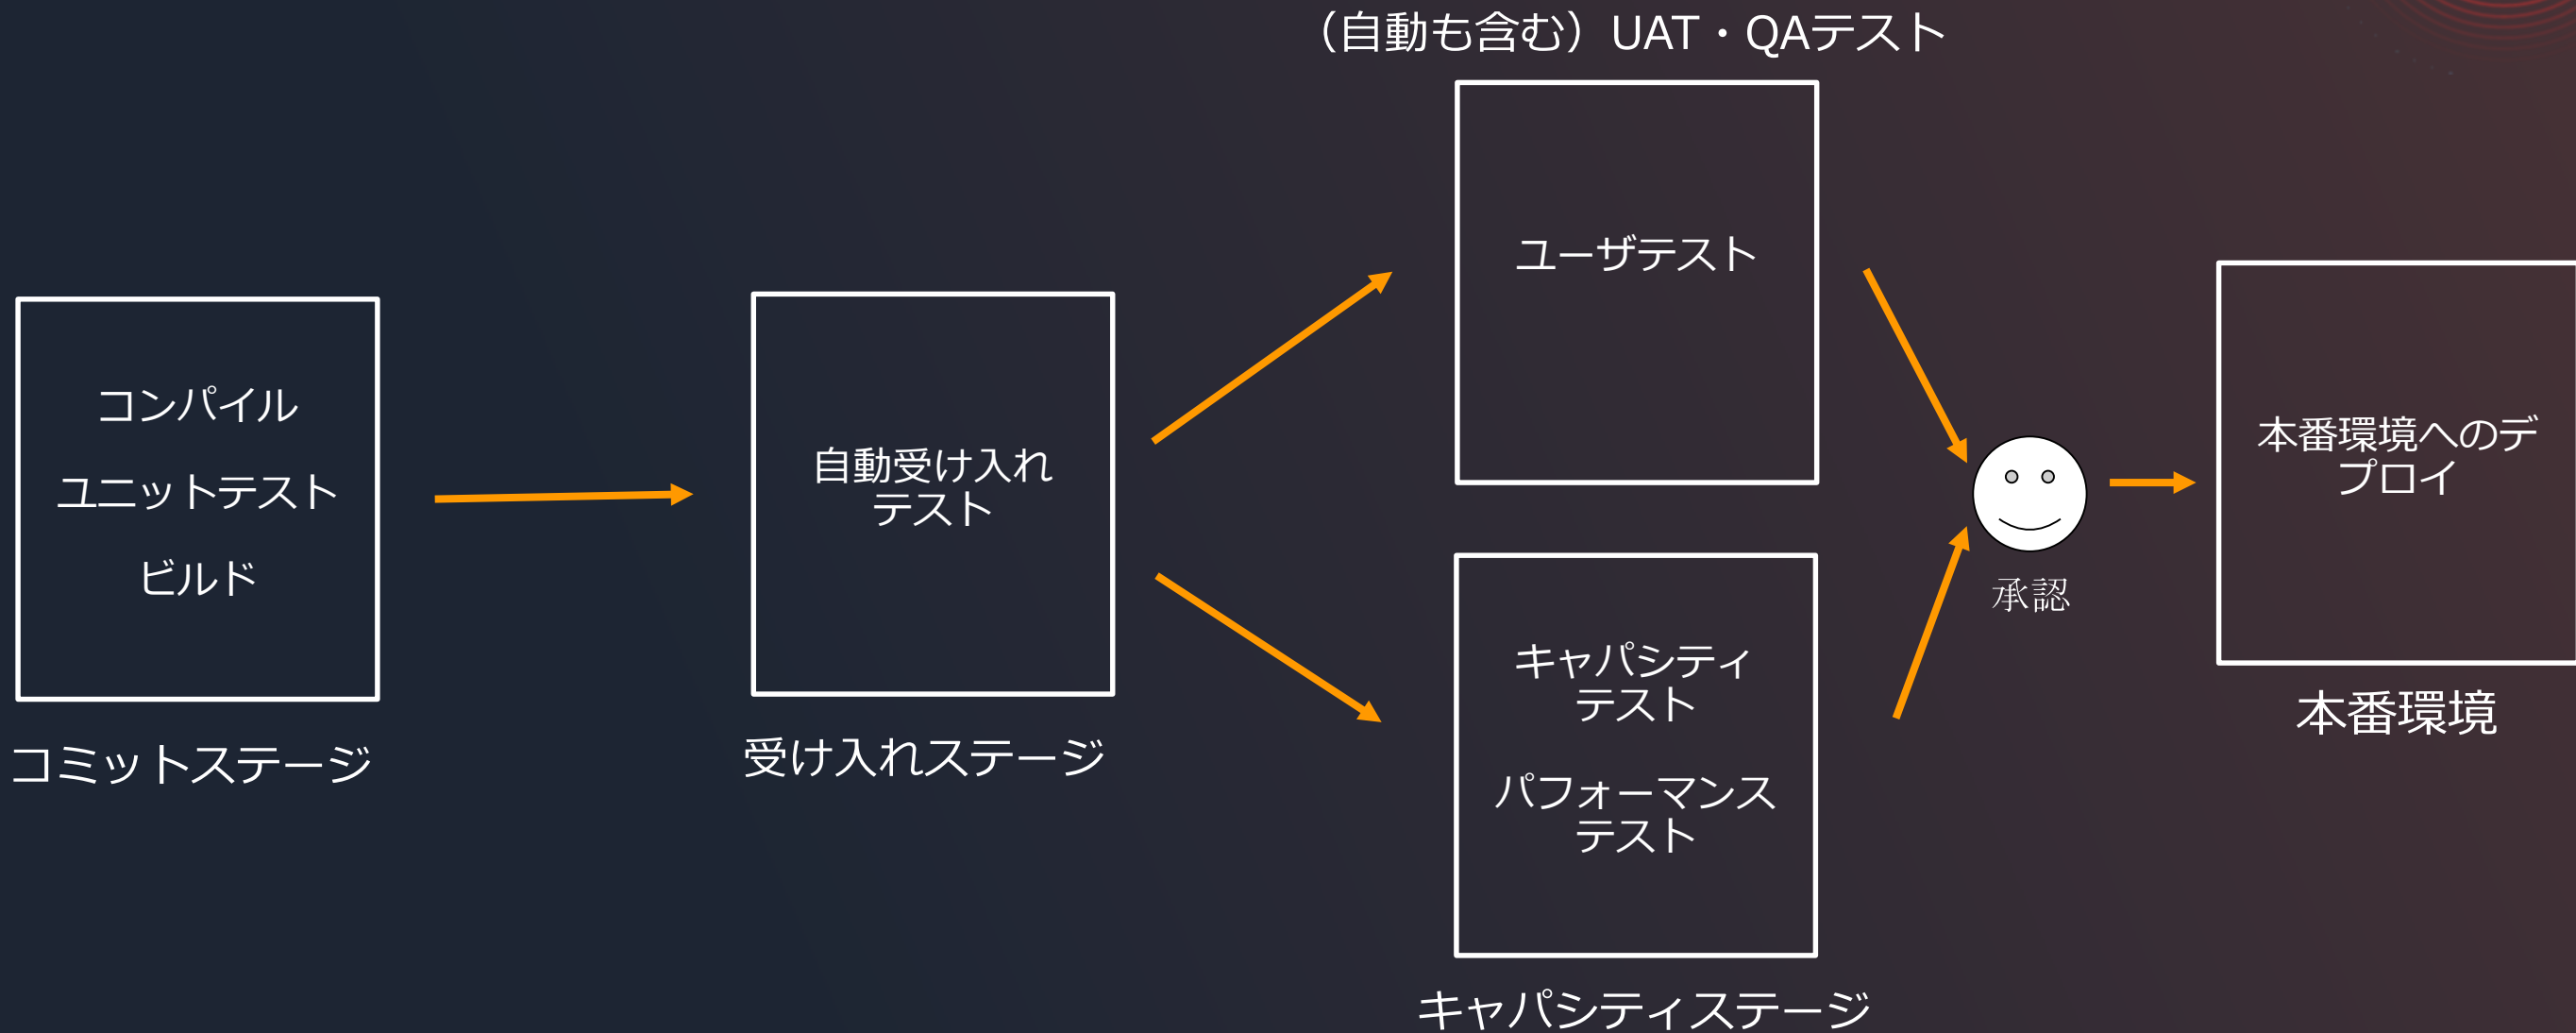 （自動も含む）UAT・QAテスト
コンパイル
ユニットテスト
ビルド
コミットステージ
自動受け入れ
テスト
受け入れステージ
ユーザテスト
キャパシティ
テスト
パフォーマンス
テスト
キャパシティステージ
承認
本番環境へのデ
プロイ
本番環境